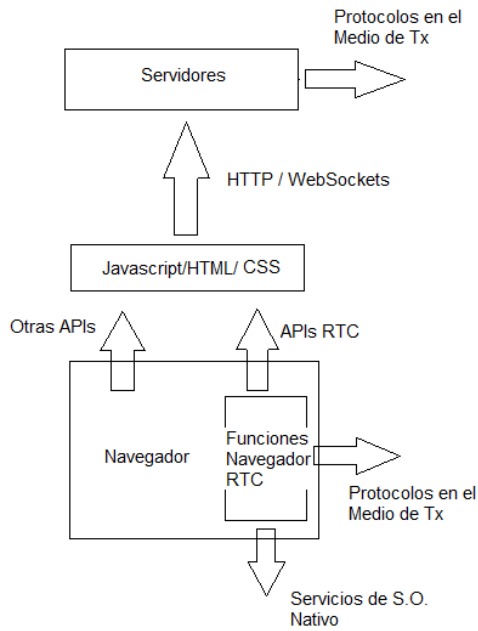 Protocolos en el
Medio de Tx
Servidores
HTTP / WebSockets
Javascript/HTML/ CSS
Otras APIs
APIs RTC
Navegador
Funciones
Navegador
RTC
Protocolos en el
Medio de Tx
Servicios de S.O.
Nativo